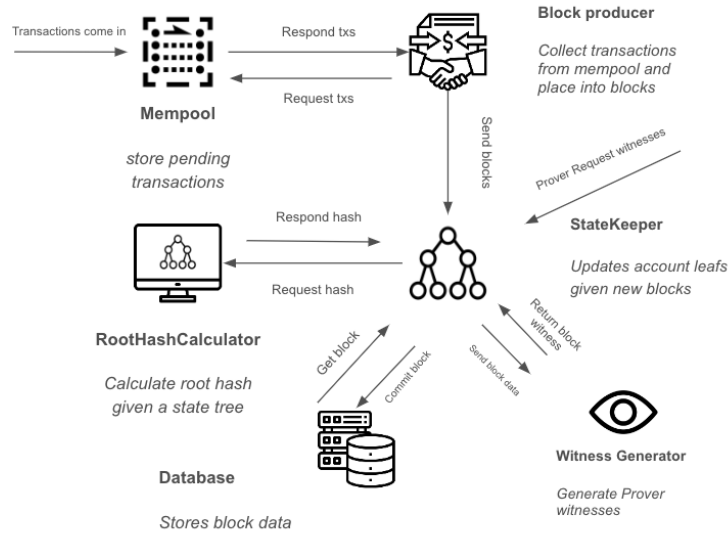 Transactions come in
Respond txs
Request txs
Mempool
store pending
transactions
Block producer
Collect transactions
from mempool and
place into blocks
Send blocks
Prover Request witnesses
StateKeeper
Updates account leafs
given new blocks
Respond hash
Request hash
RootHashCalculator
Calculate root hash
given a state tree
Get block
Commit block
Send block data
Return block
witness
$
Database
Stores block data
Witness Generator
Generate Prover
witnesses